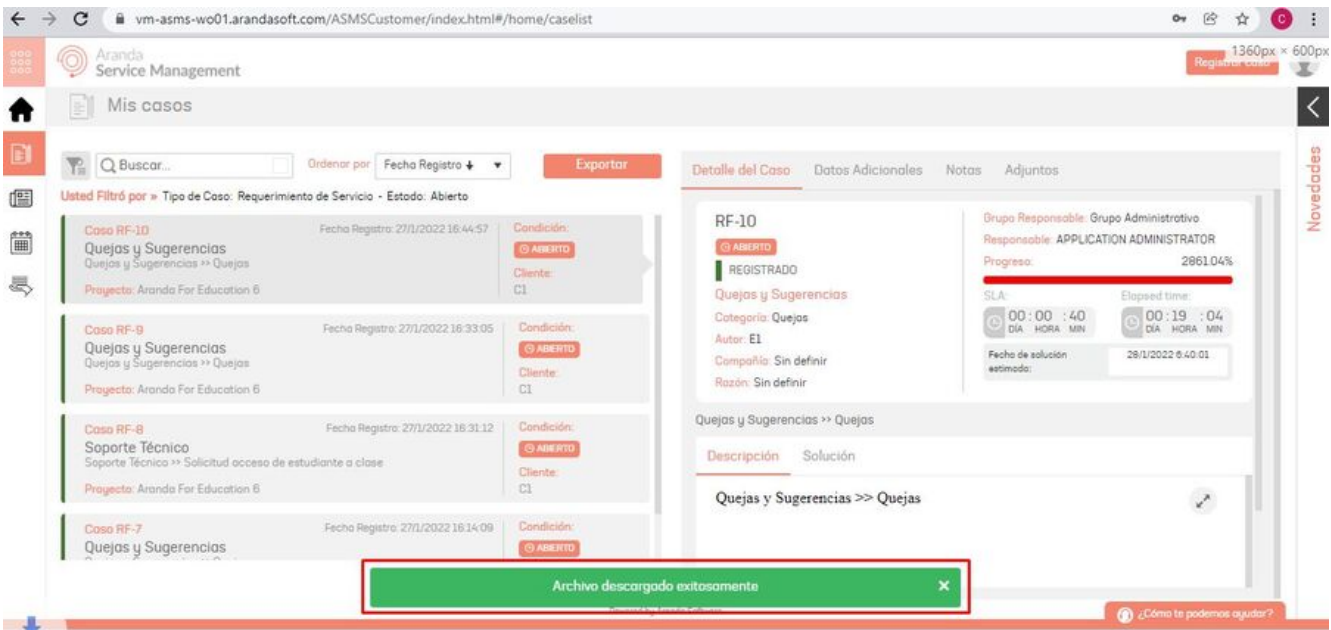 vm-asms-wo01.arandasoft.com/ASMSCustomer/index.html#/home/caselist
C
1360px × 600px
Aranda
Service Management
Registrar caso
Mis casos
Novedades
Buscar...
Ordenar por
Fecha Registro
Exportar
Usted Filtró por » Tipo de Caso: Requerimiento de Servicio - Estado: Abierto
Caso RF-10
Fecha Registro: 27/1/2022 16:44:57
Condición:
Quejas y Sugerencias
ABIERTO
Quejas y Sugerencias >> Quejas
Cliente:
Proyecto: Aranda For Education 6
C1
Caso RF-9
Fecha Registro: 27/1/2022 16:33:05
Condición:
Quejas y Sugerencias
ABIERTO
Quejas y Sugerencias >> Quejas
Cliente:
Proyecto: Aranda For Education 6
C1
Caso RF-8
Fecha Registro: 27/1/2022 16:31:12
Condición:
Soporte Técnico
ABIERTO
Soporte Técnico >> Solicitud acceso de estudiante a clase
Cliente:
Proyecto: Aranda For Education 6
C1
Caso RF-7
Fecha Registro: 27/1/2022 16:14:09
Condición:
Quejas y Sugerencias
ABIERTO
Detalle del Caso
Datos Adicionales
Notas
Adjuntos
RF-10
ABIERTO
REGISTRADO
Quejas y Sugerencias
Categoría: Quejas
Autor: E1
Compañía: Sin definir
Razón: Sin definir
Grupo Responsable: Grupo Administrativo
Responsable: APPLICATION ADMINISTRATOR
Progreso: 2861.04%
SLA:
Elapsed time:
00 : 00 : 40
00 : 19 : 04
DÍA HORA MIN
DÍA HORA MIN
Fecha de solución estimada:
28/1/2022 6:40:01
Quejas y Sugerencias >> Quejas
Descripción
Solución
Quejas y Sugerencias >> Quejas
Archivo descargado exitosamente
Powered by Aranda Software
¿Cómo te podemos ayudar?